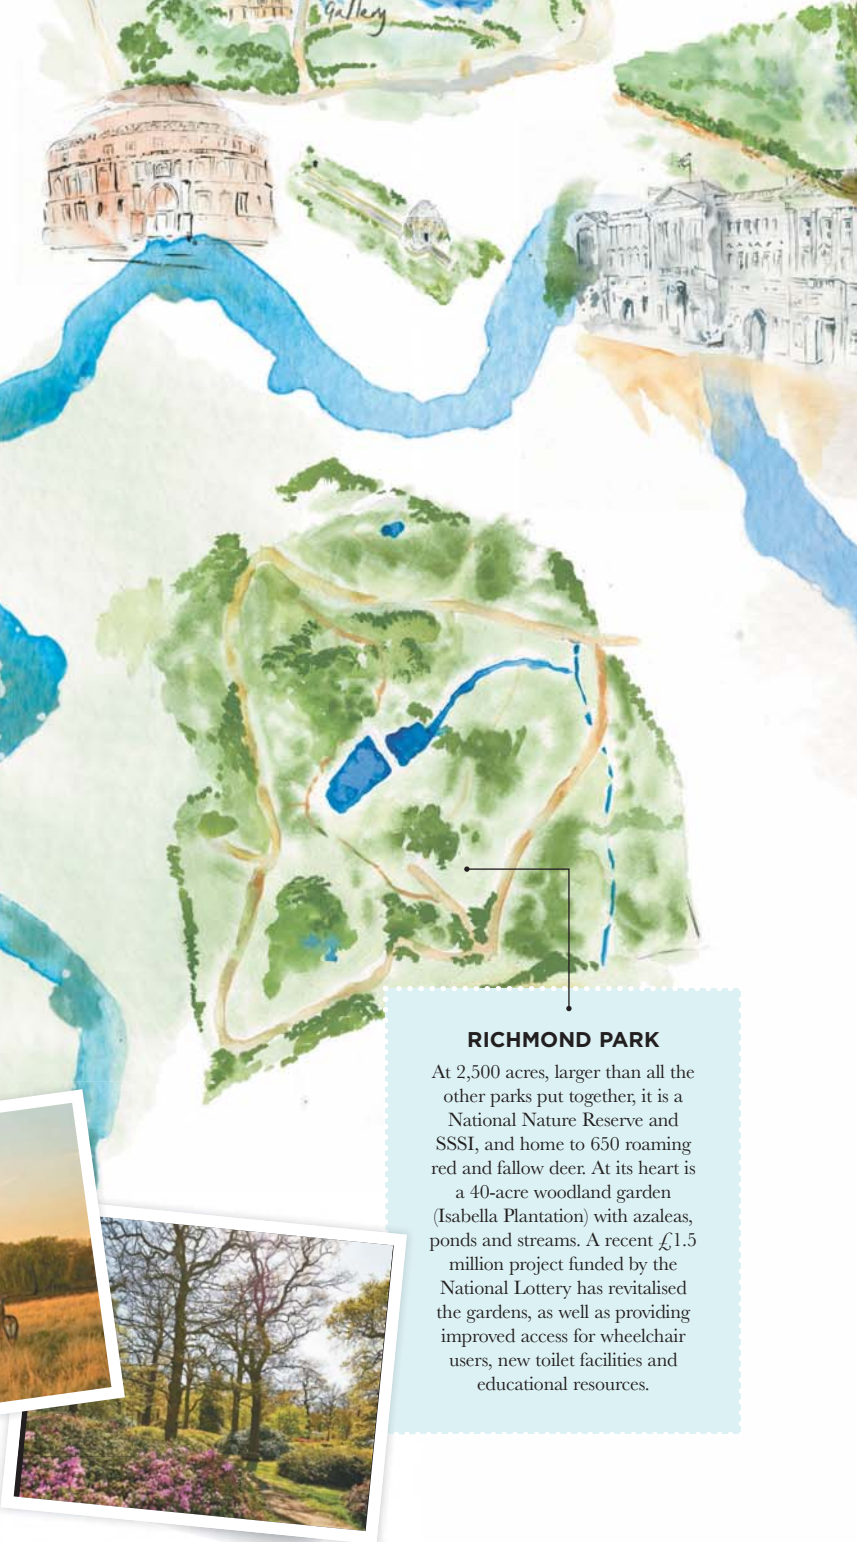 Gallery
RICHMOND PARK
At 2,500 acres, larger than all the
other parks put together, it is a
National Nature Reserve and
SSSI, and home to 650 roaming
red and fallow deer. At its heart is
a 40-acre woodland garden
(Isabella Plantation) with azaleas,
ponds and streams. A recent £1.5
million project funded by the
National Lottery has revitalised
the gardens, as well as providing
improved access for wheelchair
users, new toilet facilities and
educational resources.